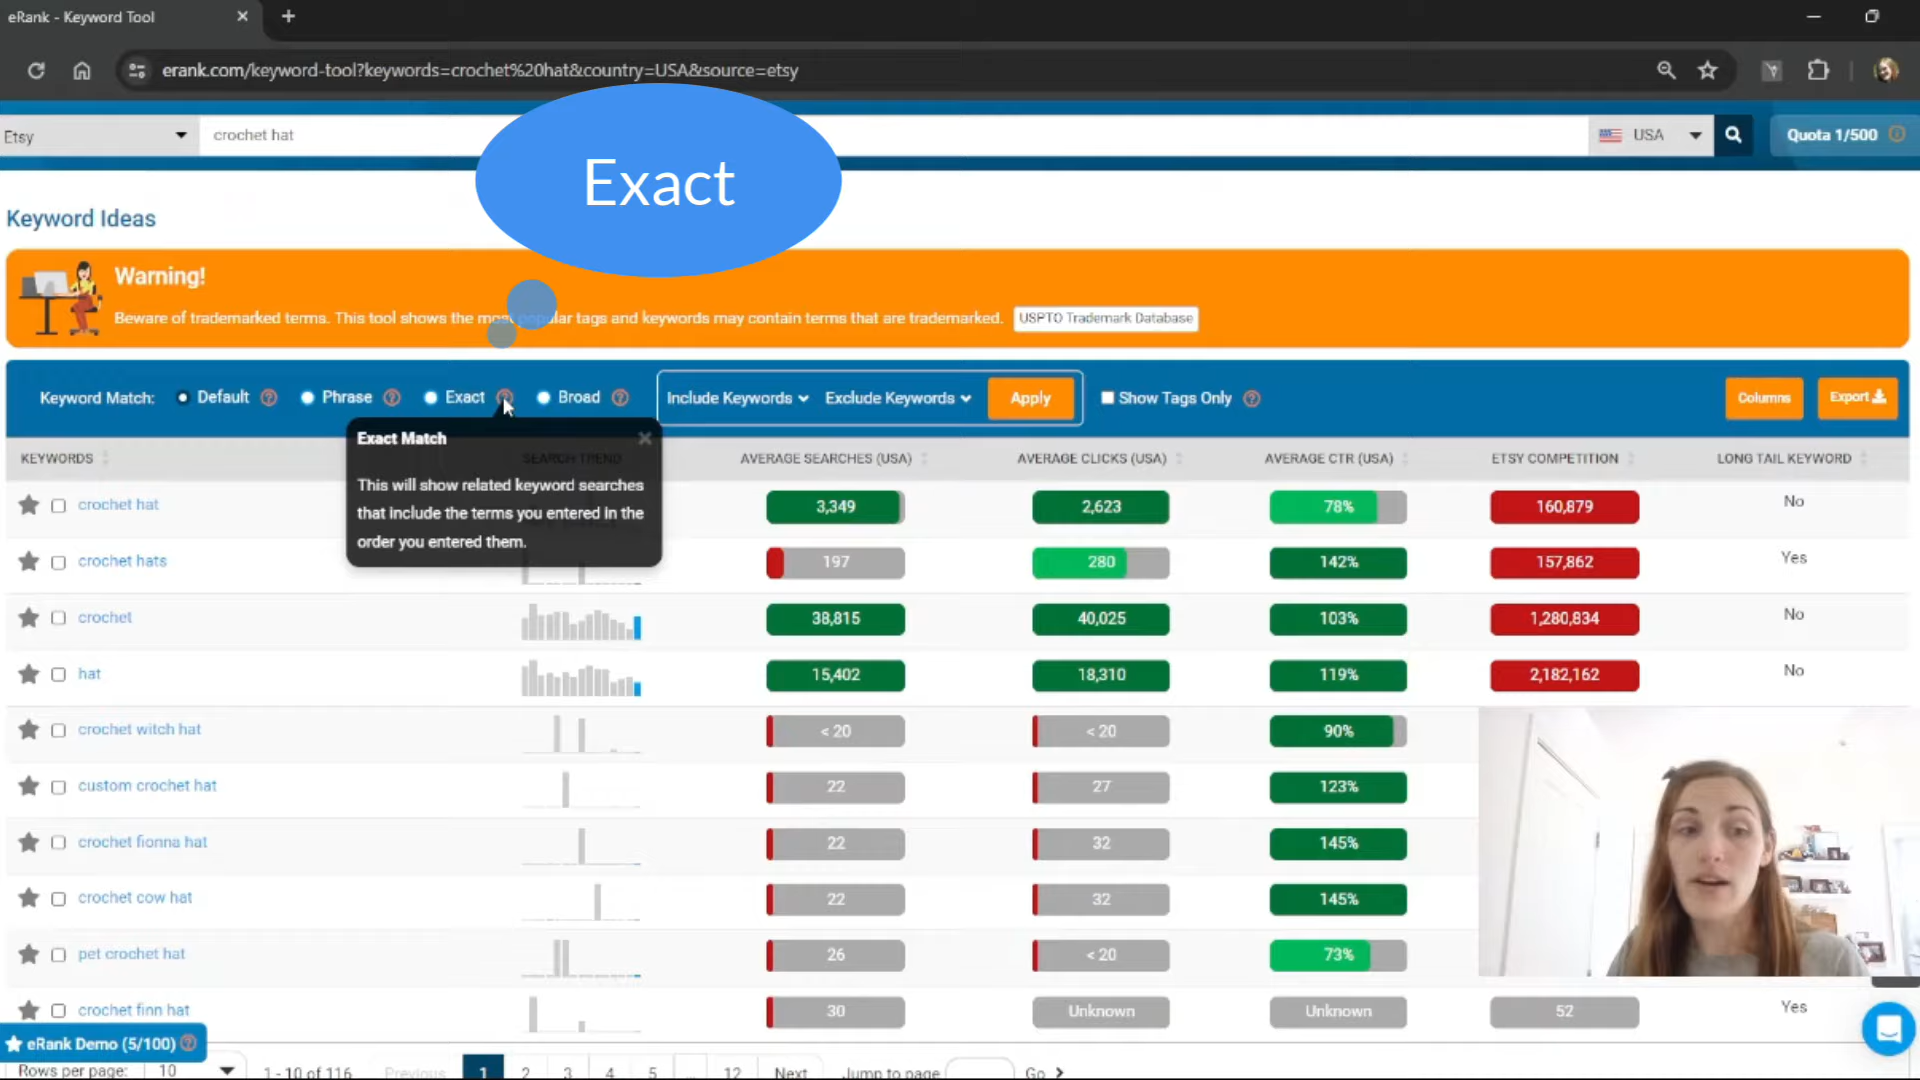 eRank - Keyword Tool
erank.com/keyword-tool?keywords=crochet%20hat&country=USA&source=etsy
Etsy
crochet hat
USA
Quota 1/500
Exact
Keyword Ideas
Warning!
Beware of trademarked terms. This tool shows the most popular tags and keywords may contain terms that are trademarked.
USPTO Trademark Database
Keyword Match:
Default
Phrase
Exact
Broad
Include Keywords
Exclude Keywords
Apply
Show Tags Only
Columns
Export
Exact Match
This will show related keyword searches
that include the terms you entered in the
order you entered them.
KEYWORDS SEARCH TREND AVERAGE SEARCHES (USA) AVERAGE CLICKS (USA) AVERAGE CTR (USA) ETSY COMPETITION LONG TAIL KEYWORD
crochet hat 3,349 2,623 78% 160,879 No
crochet hats 197 280 142% 157,862 Yes
crochet 38,815 40,025 103% 1,280,834 No
hat 15,402 18,310 119% 2,182,162 No
crochet witch hat < 20 < 20 90%
custom crochet hat 22 27 123%
crochet fionna hat 22 32 145%
crochet cow hat 22 32 145%
pet crochet hat 26 < 20 73%
crochet finn hat 30 Unknown Unknown 52 Yes
eRank Demo (5/100)
Rows per page: 10 1 - 10 of 116 Previous 1 2 3 4 5 ... 12 Next Jump to page Go